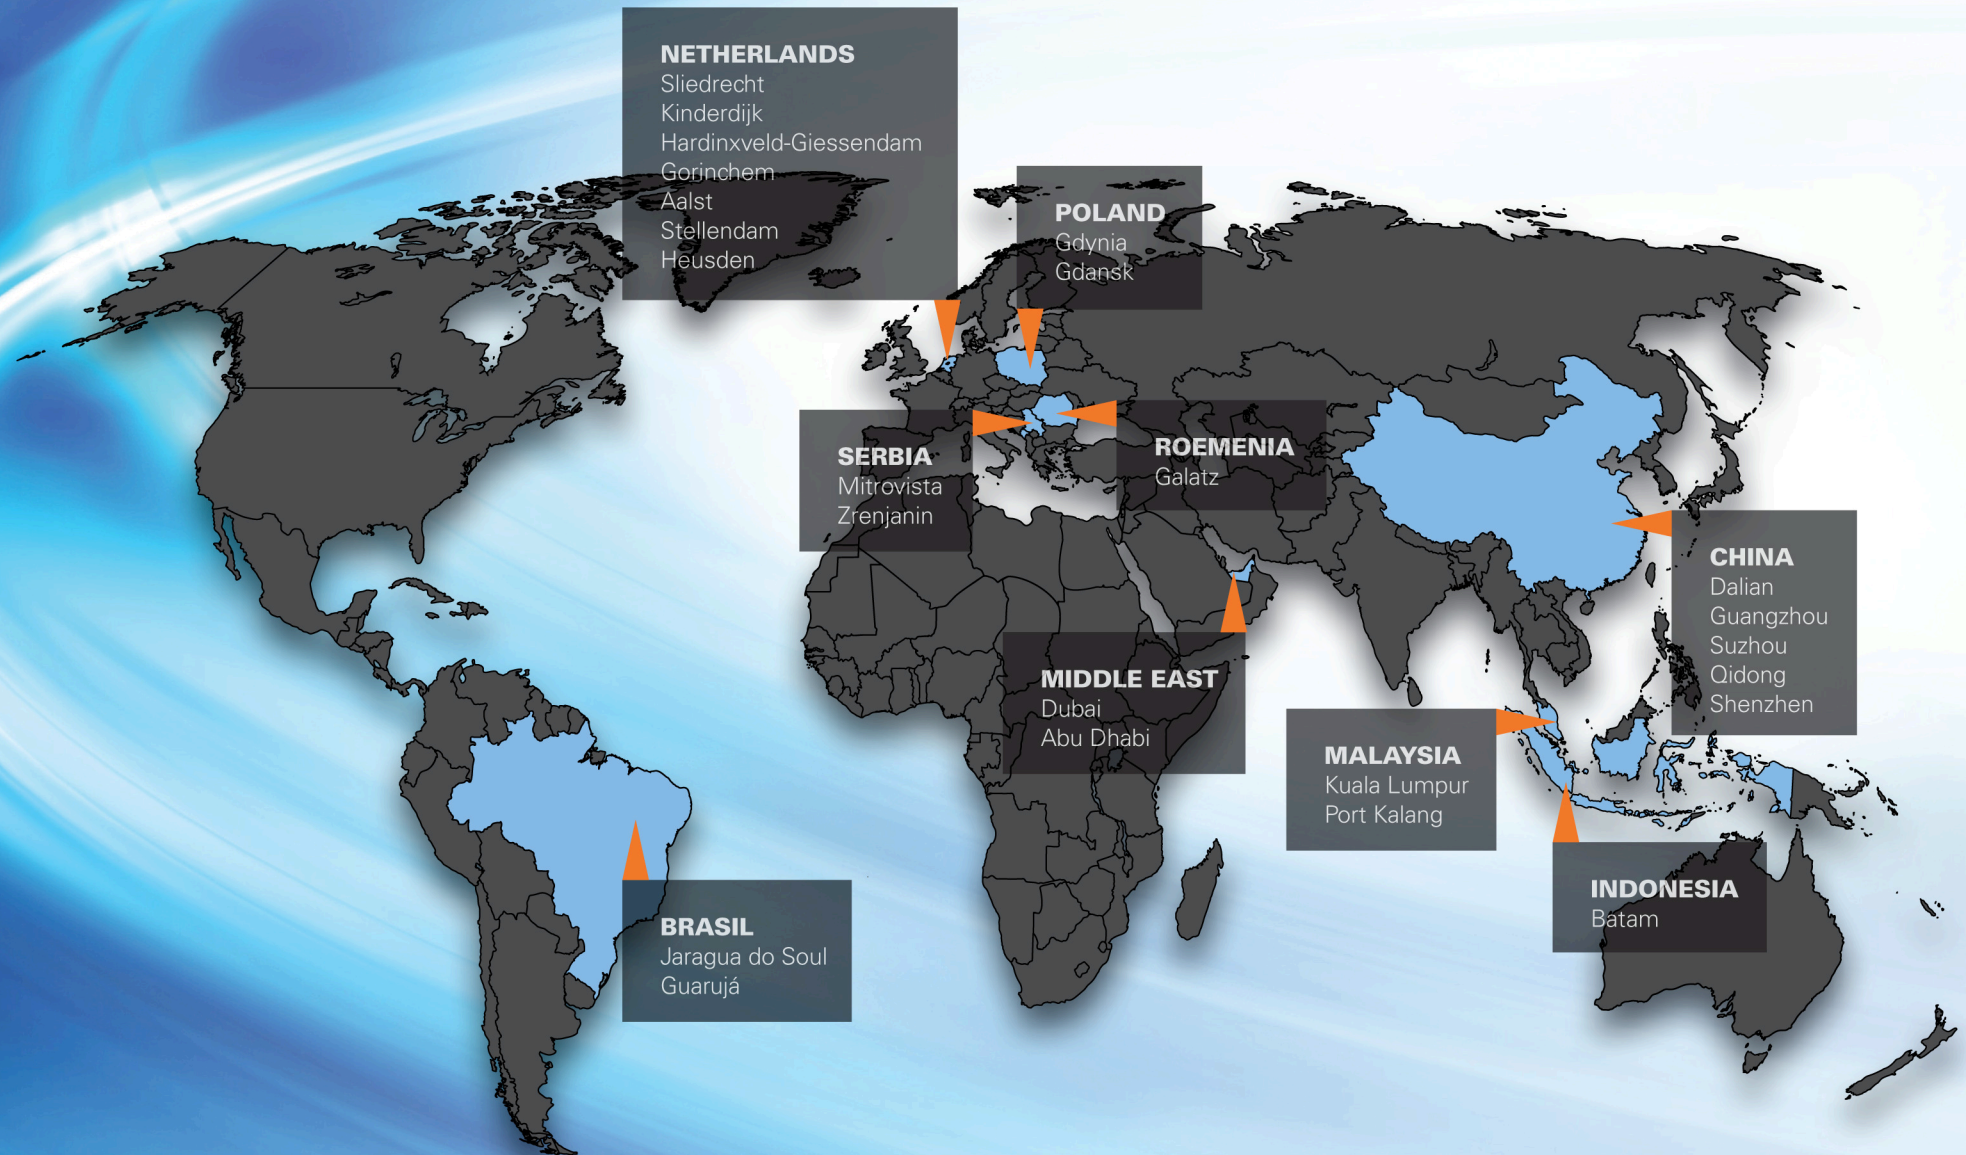 NETHERLANDS
Sliedrecht
Kinderdijk
Hardinxveld-Giessendam
Gorinchem
Aalst
Stellendam
Heusden
POLAND
Gdynia
Gdansk
SERBIA
Mitrovista
Zrenjanin
ROEMENIA
Galatz
CHINA
Dalian
Guangzhou
Suzhou
Qidong
Shenzhen
MIDDLE EAST
Dubai
Abu Dhabi
MALAYSIA
Kuala Lumpur
Port Kalang
INDONESIA
Batam
BRASIL
Jaragua do Soul
Guarujá